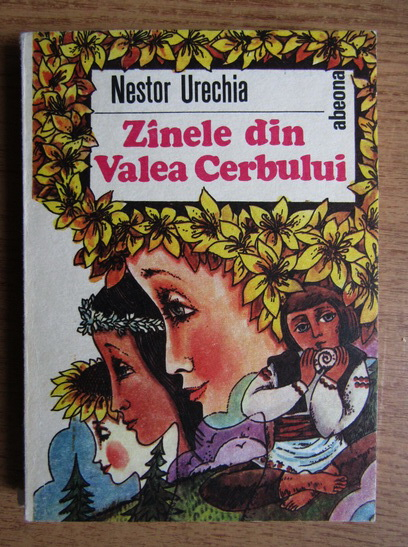 Nestor Urechia
abeona
Zînele din
Valea Cerbului